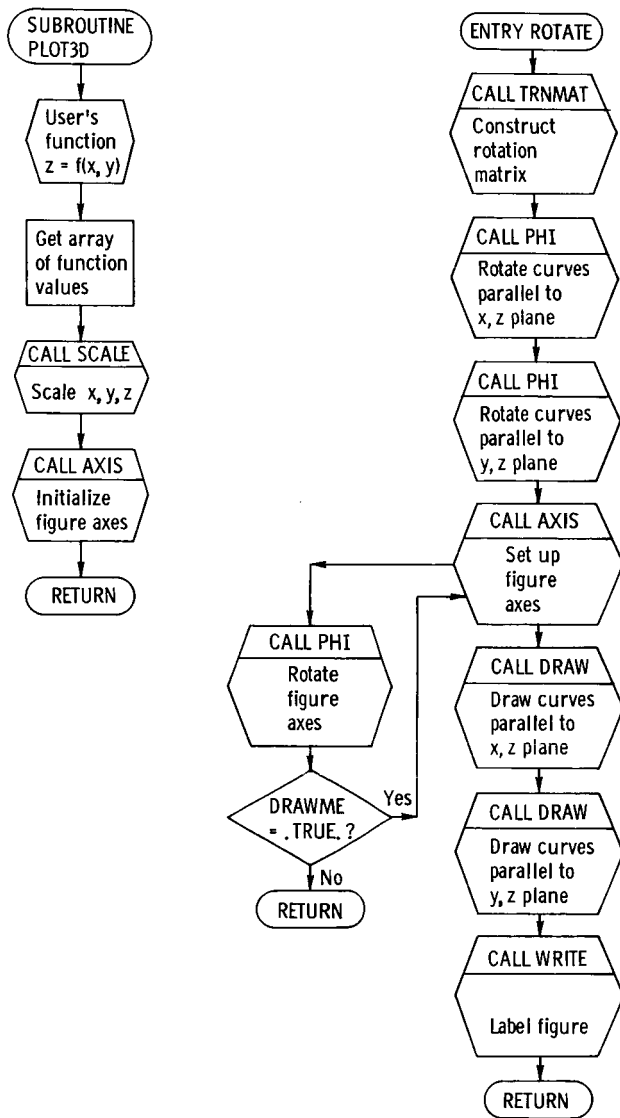 SUBROUTINE
PLOT3D
User's
function
z = f(x, y)
Get array
of function
values
CALL SCALE
Scale x, y, z
CALL AXIS
Initialize
figure axes
RETURN
ENTRY ROTATE
CALL TRNMAT
Construct
rotation
matrix
CALL PHI
Rotate curves
parallel to
x, z plane
CALL PHI
Rotate curves
parallel to
y, z plane
CALL AXIS
Set up
figure
axes
CALL PHI
Rotate
figure
axes
DRAWME
= . TRUE. ?
Yes
No
RETURN
CALL DRAW
Draw curves
parallel to
x, z plane
CALL DRAW
Draw curves
parallel to
y, z plane
CALL WRITE
Label figure
RETURN